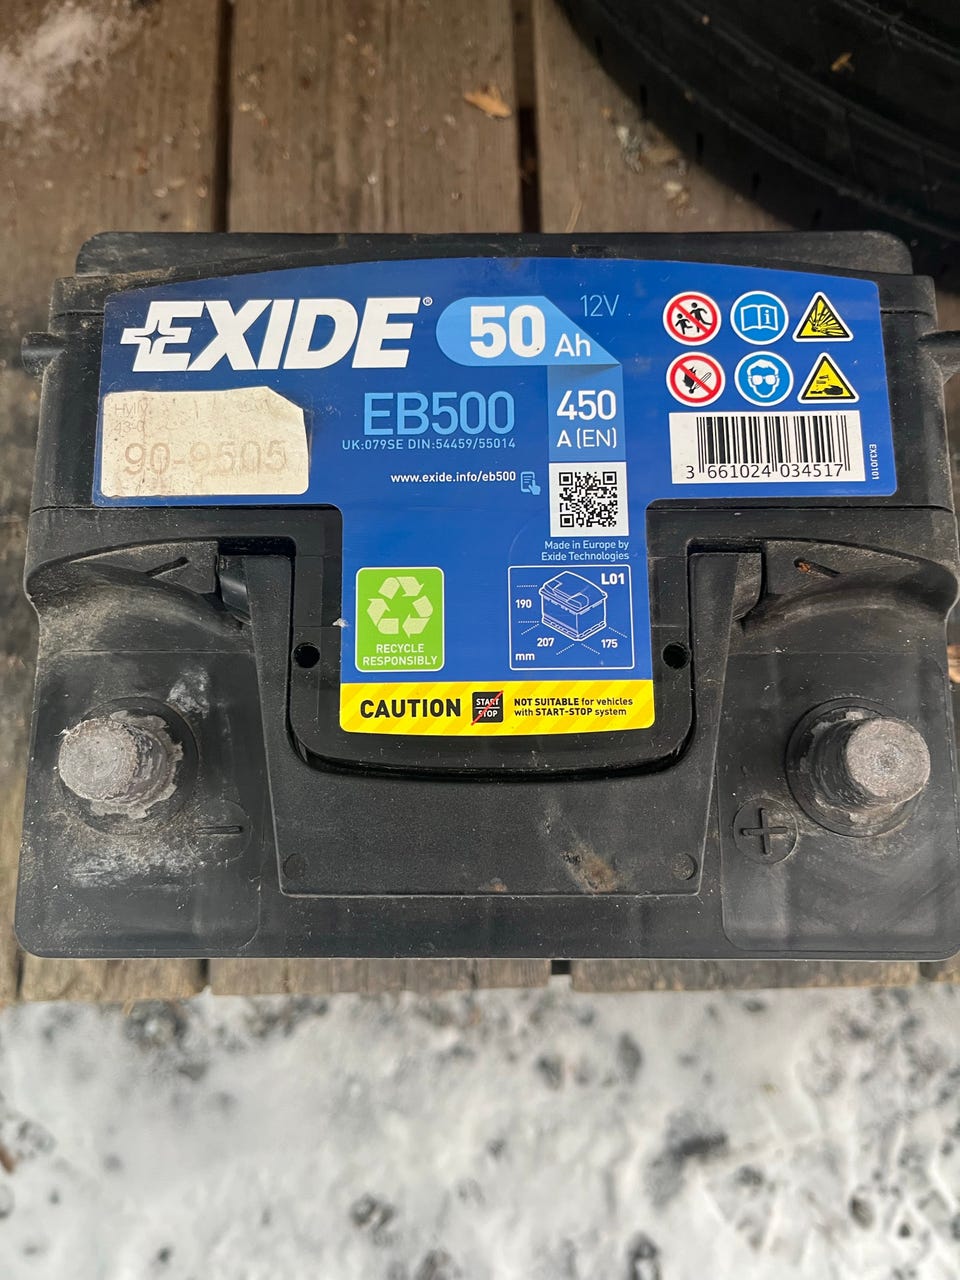 EXIDE®
50 Ah
12V
EB500
450
A (EN)
UK:079SE DIN:54459/55014
www.exide.info/eb500
3 661024 034517
EX3J0101
90-9505
Made in Europe by
Exide Technologies
L01
190
207
175
mm
RECYCLE
RESPONSIBLY
CAUTION
START
STOP
NOT SUITABLE for vehicles
with START-STOP system
- +